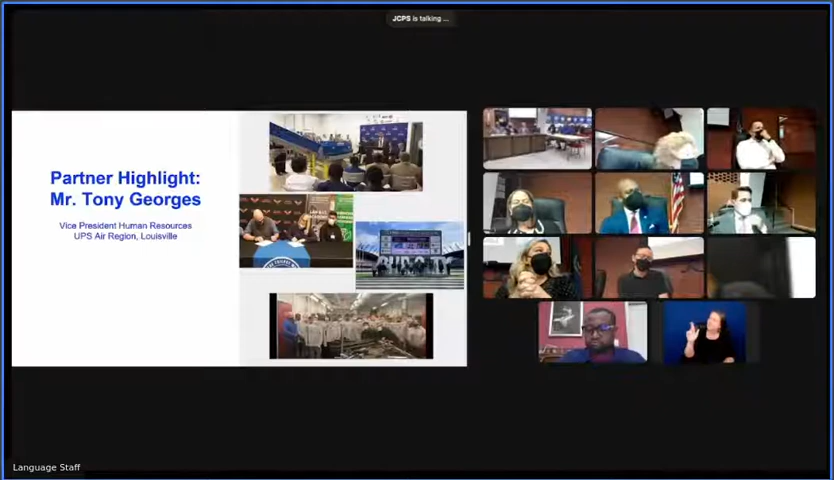 JCPS is talking ...
Partner Highlight:
Mr. Tony Georges
Vice President Human Resources
UPS Air Region, Louisville
Language Staff